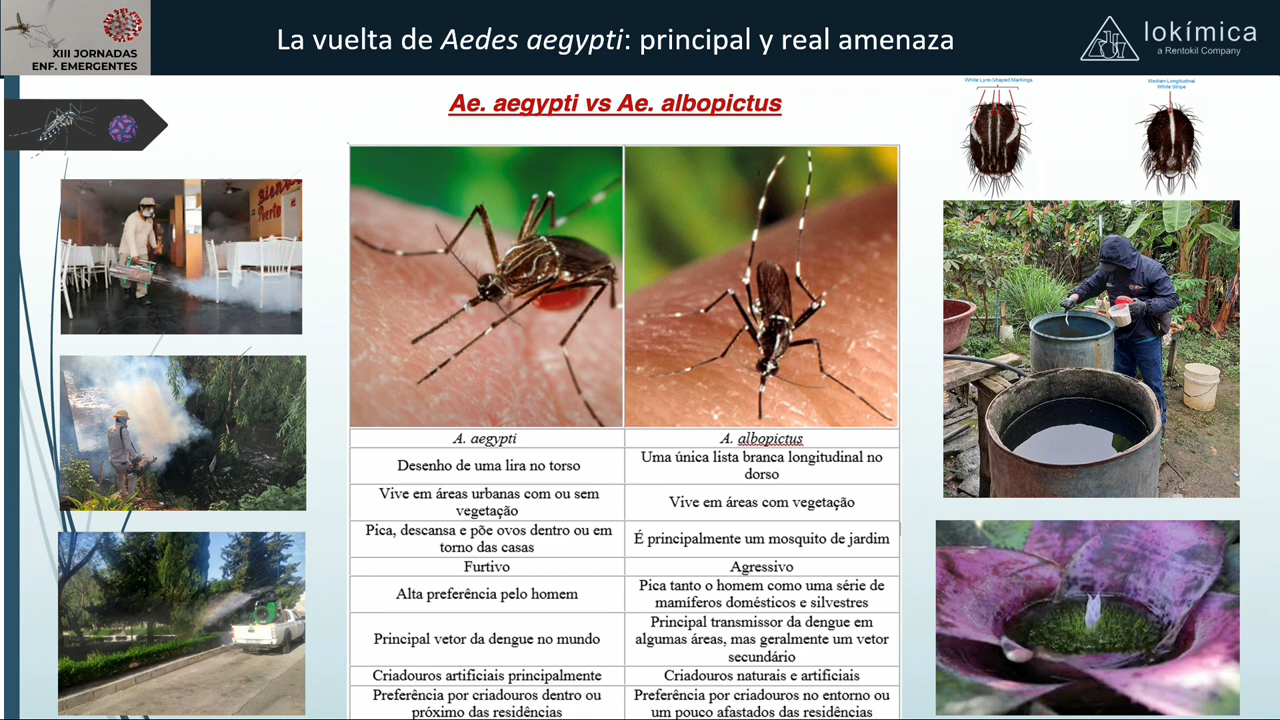 XIII JORNADAS
ENF. EMERGENTES
La vuelta de Aedes aegypti: principal y real amenaza
lokímica
a Rentokil Company
Ae. aegypti vs Ae. albopictus
White Lyre-Shaped Markings
Median-Longitudinal
White Stripe
Bienve
Puerto
A. aegypti
A. albopictus
Desenho de uma lira no torso
Uma única lista branca longitudinal no
dorso
Vive em áreas urbanas com ou sem
vegetação
Vive em áreas com vegetação
Pica, descansa e põe ovos dentro ou em
torno das casas
É principalmente um mosquito de jardim
Furtivo
Agressivo
Alta preferência pelo homem
Pica tanto o homem como uma série de
mamíferos domésticos e silvestres
Principal vetor da dengue no mundo
Principal transmissor da dengue em
algumas áreas, mas geralmente um vetor
secundário
Criadouros artificiais principalmente
Criadouros naturais e artificiais
Preferência por criadouros dentro ou
próximo das residências
Preferência por criadouros no entorno ou
um pouco afastados das residências